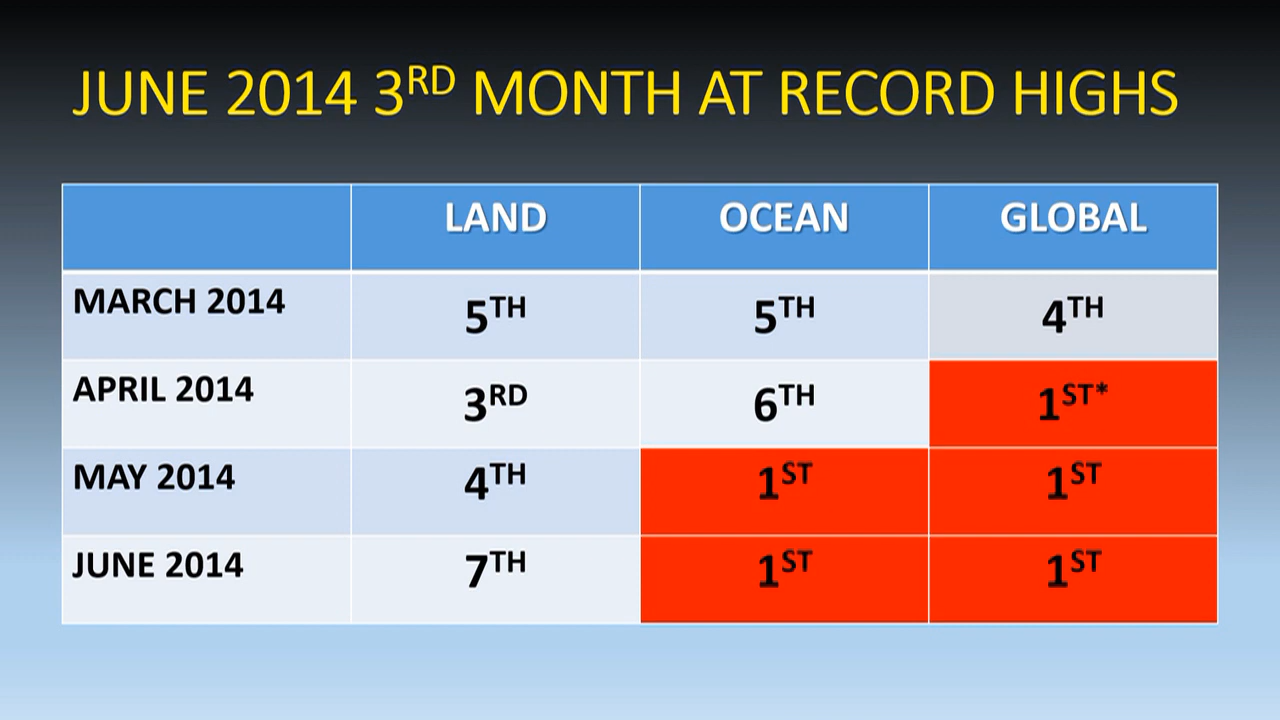 JUNE 2014 3RD MONTH AT RECORD HIGHS
LAND OCEAN GLOBAL
MARCH 2014 5TH 5TH 4TH
APRIL 2014 3RD 6TH 1ST*
MAY 2014 4TH 1ST 1ST
JUNE 2014 7TH 1ST 1ST